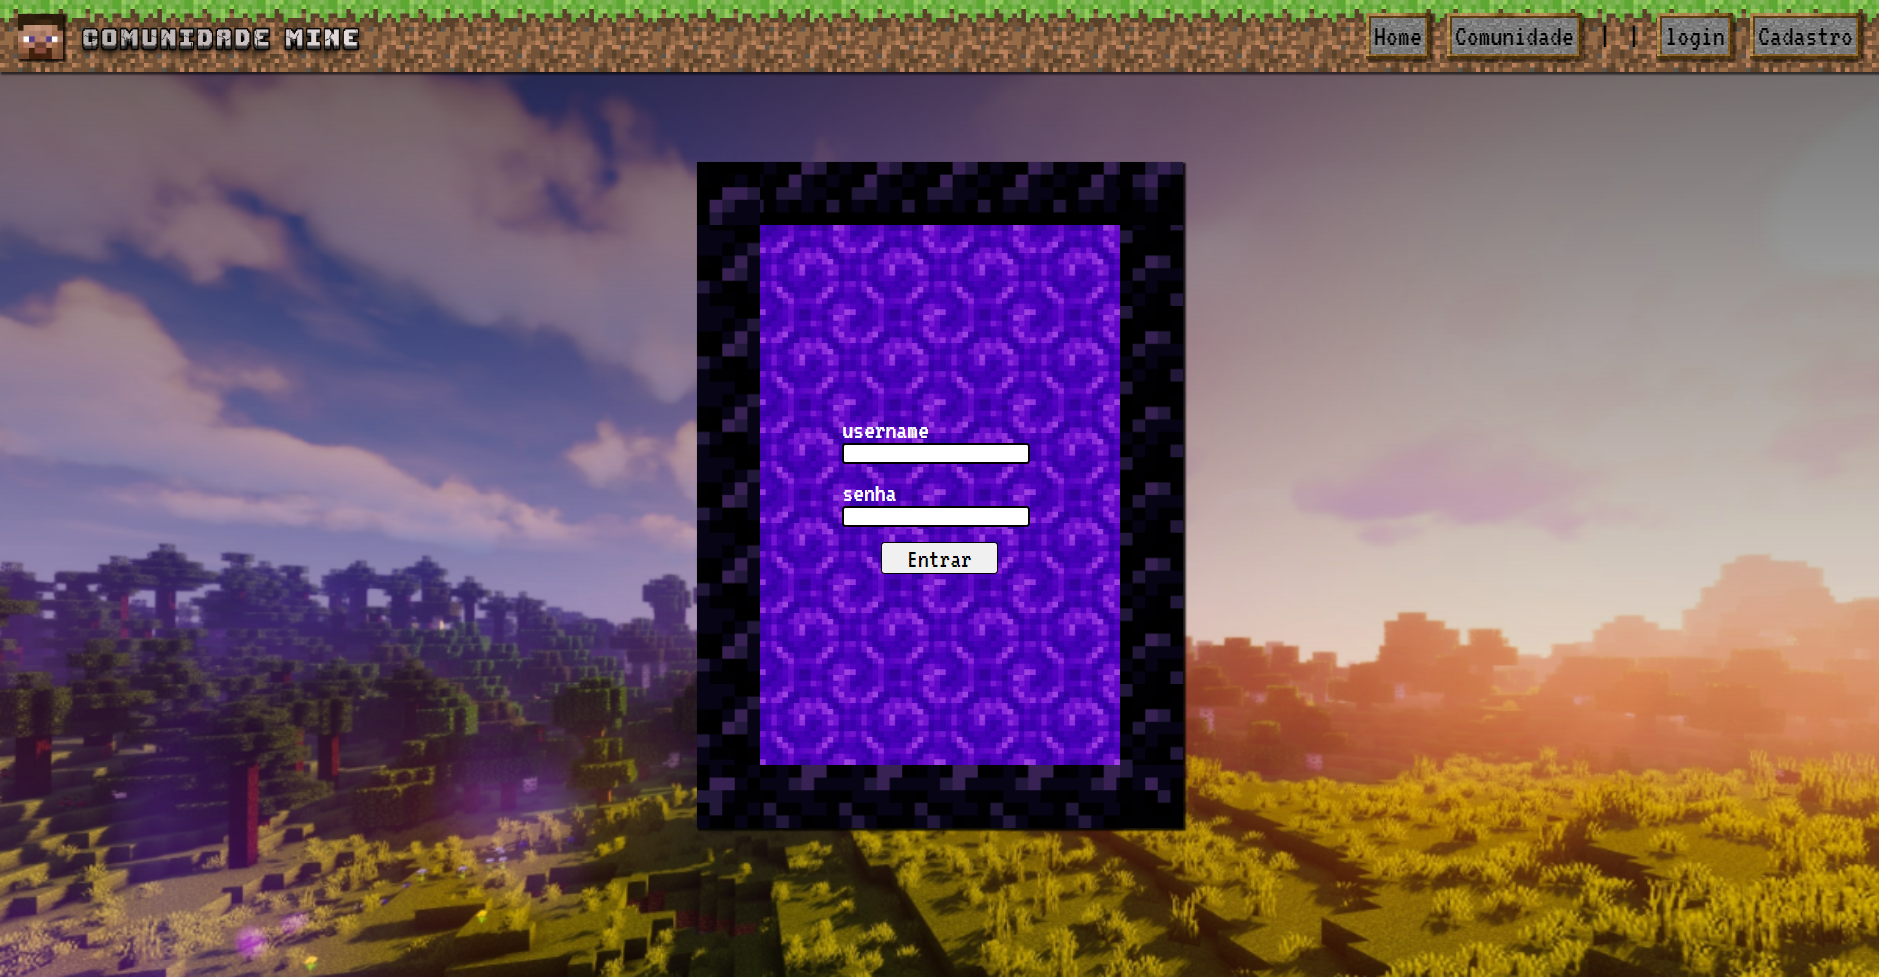 COMUNIDADE MINE
Home Comunidade | | login Cadastro
username
senha
Entrar